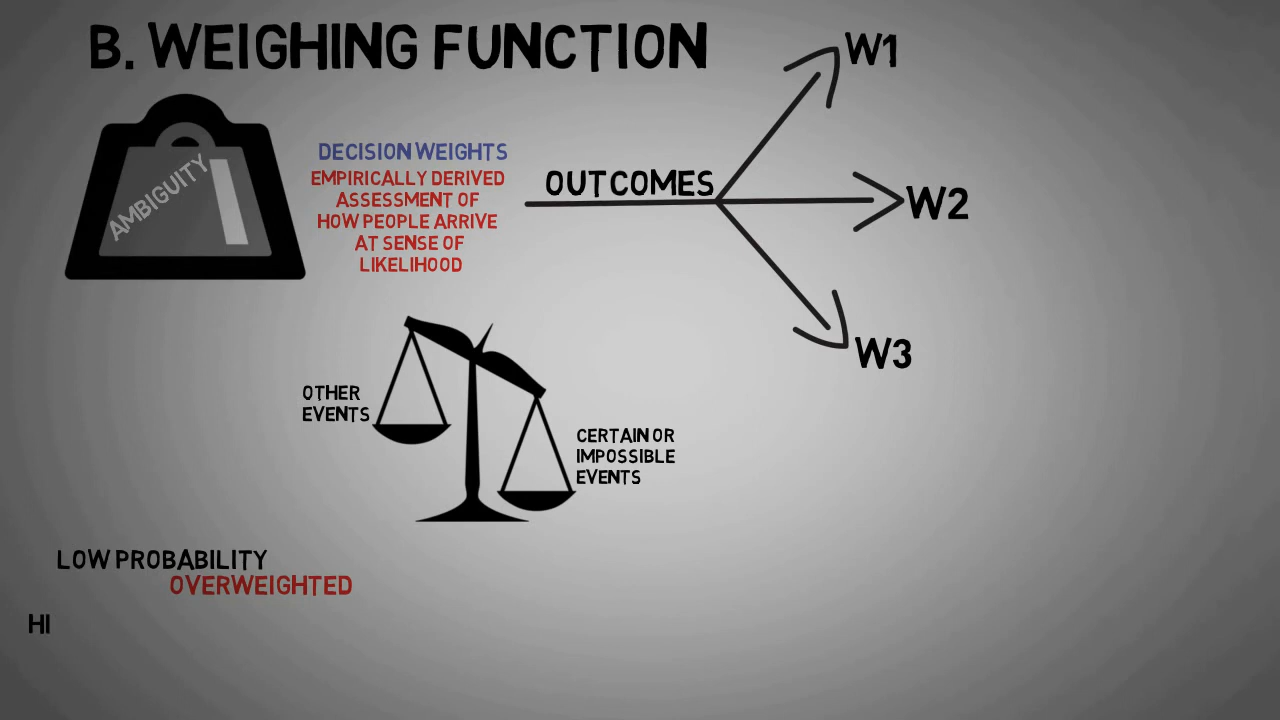 B. WEIGHING FUNCTION
AMBIGUITY
DECISION WEIGHTS
EMPIRICALLY DERIVED
ASSESSMENT OF
HOW PEOPLE ARRIVE
AT SENSE OF
LIKELIHOOD
OUTCOMES
W1
W2
W3
OTHER
EVENTS
CERTAIN OR
IMPOSSIBLE
EVENTS
LOW PROBABILITY
OVERWEIGHTED
HI